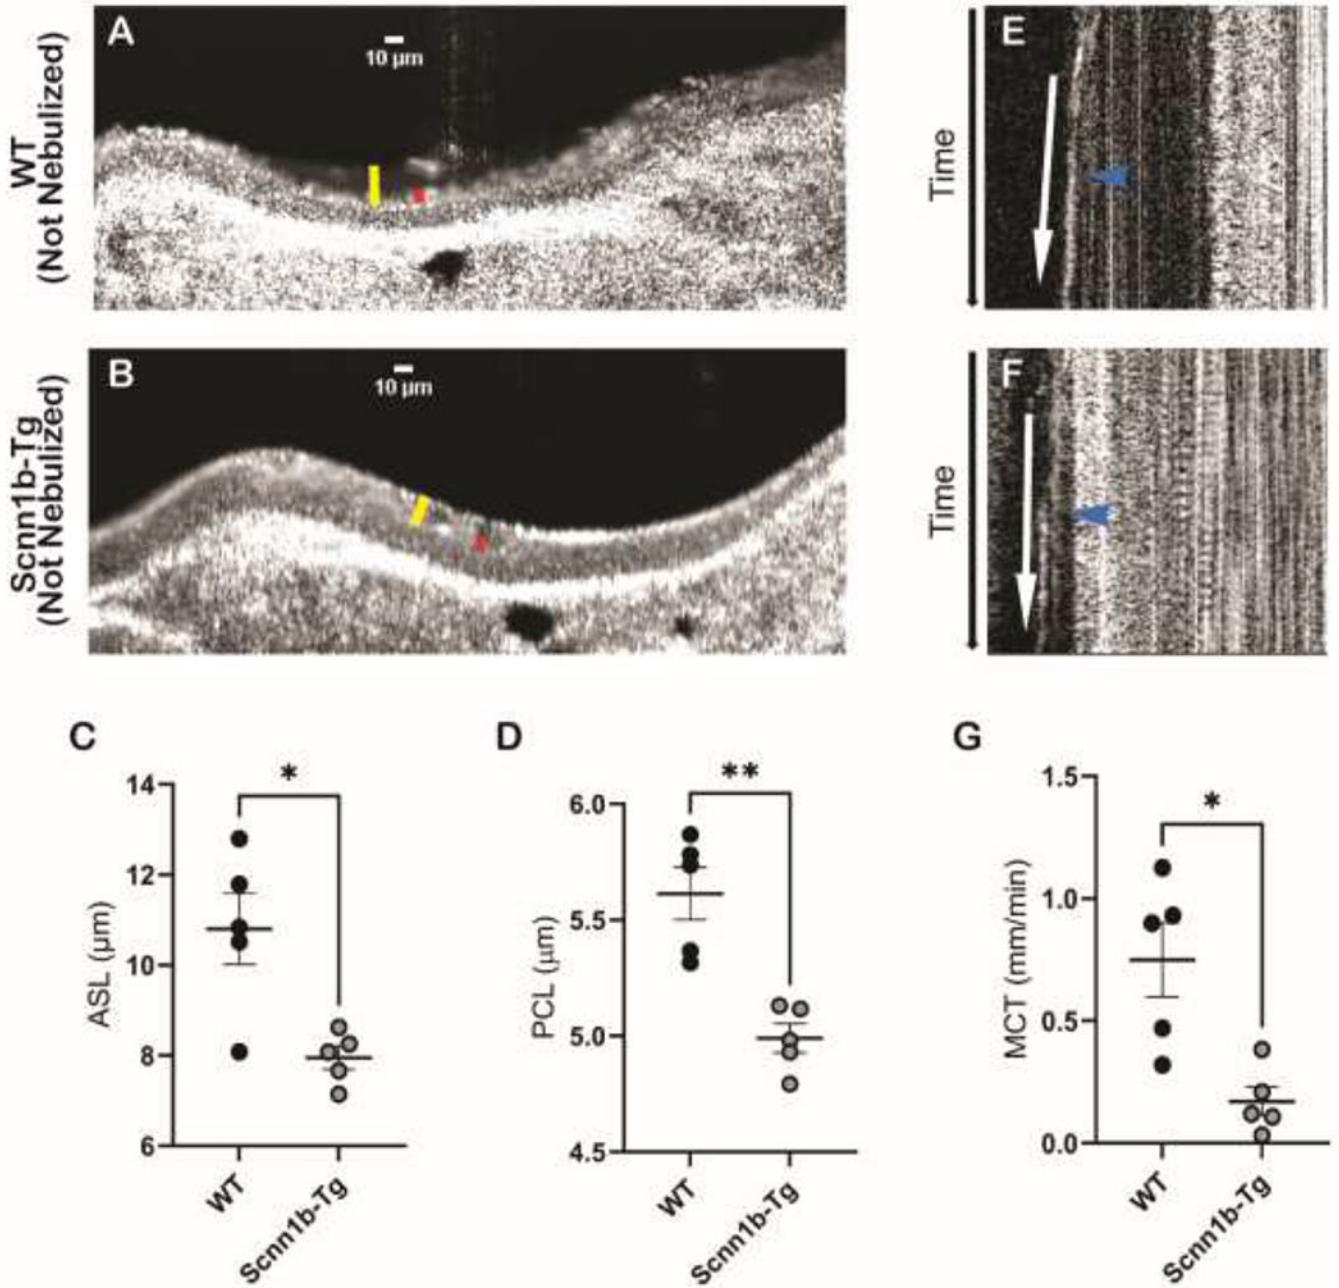 WT
(Not Nebulized)
A
10 μm
E
Time
Scnn1b-Tg
(Not Nebulized)
B
10 μm
F
Time
C
*
14
12
10
8
6
ASL (μm)
WT
Scnn1b-Tg
D
**
6.0
5.5
5.0
4.5
PCL (μm)
WT
Scnn1b-Tg
G
*
1.5
1.0
0.5
0.0
MCT (mm/min)
WT
Scnn1b-Tg